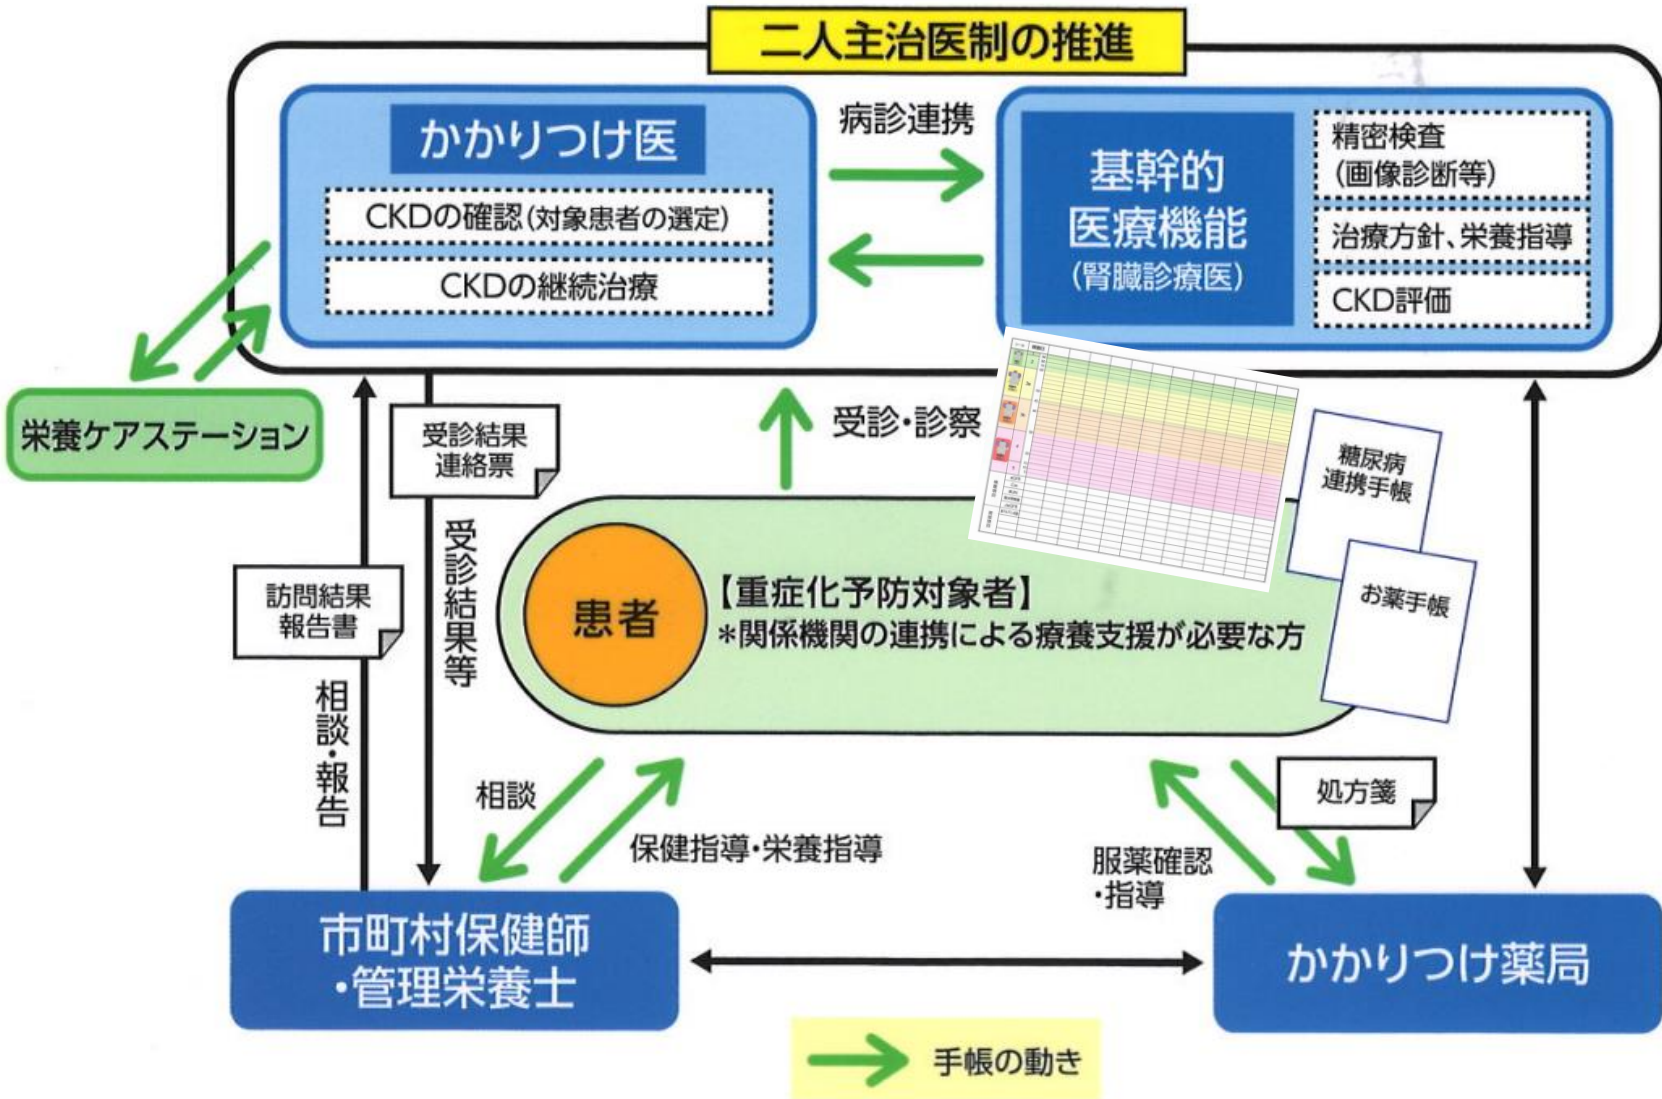 二人主治医制の推進
かかりつけ医
CKDの確認(対象患者の選定)
CKDの継続治療
病診連携
基幹的
医療機能
(腎臓診療医)
精密検査
(画像診断等)
治療方針、栄養指導
CKD評価
栄養ケアステーション
受診結果
連絡票
受診・診察
糖尿病
連携手帳
お薬手帳
訪問結果
報告書
受診結果等
相談・報告
患者
【重症化予防対象者】
*関係機関の連携による療養支援が必要な方
相談
保健指導・栄養指導
服薬確認
・指導
処方箋
市町村保健師
・管理栄養士
かかりつけ薬局
手帳の動き